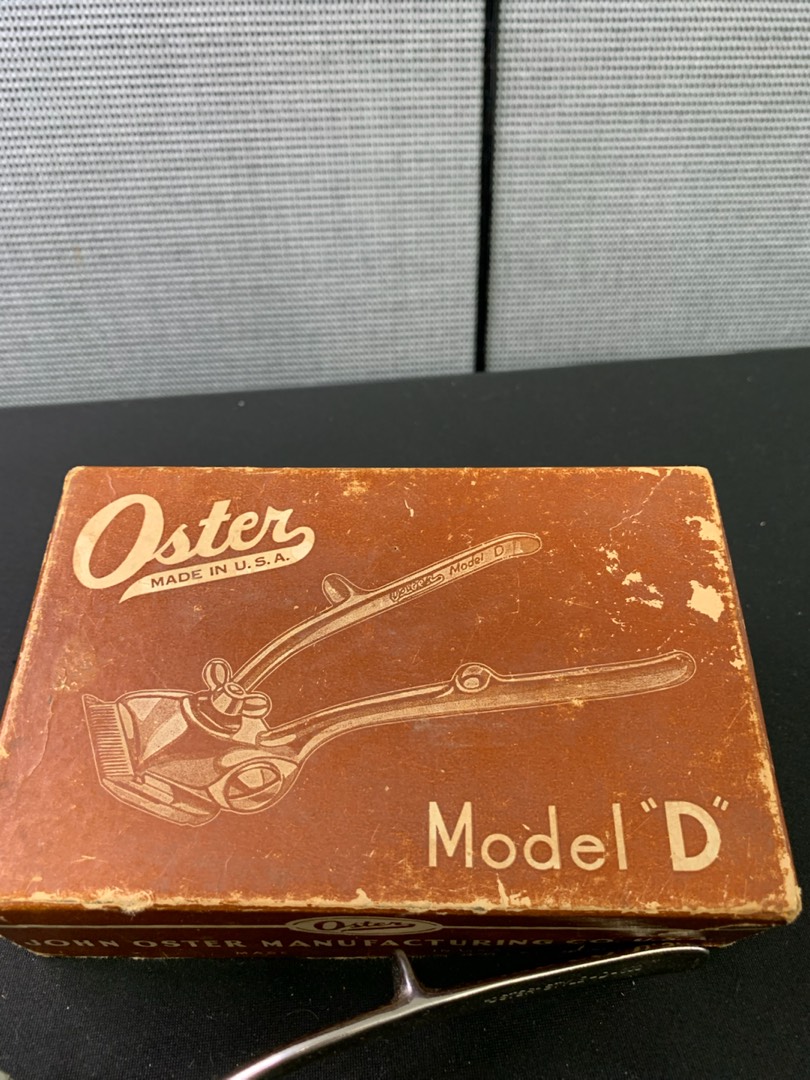 Oster
MADE IN U.S.A.
Oster Model D
Model "D"
Oster
JOHN OSTER MANUFACTURING CO.